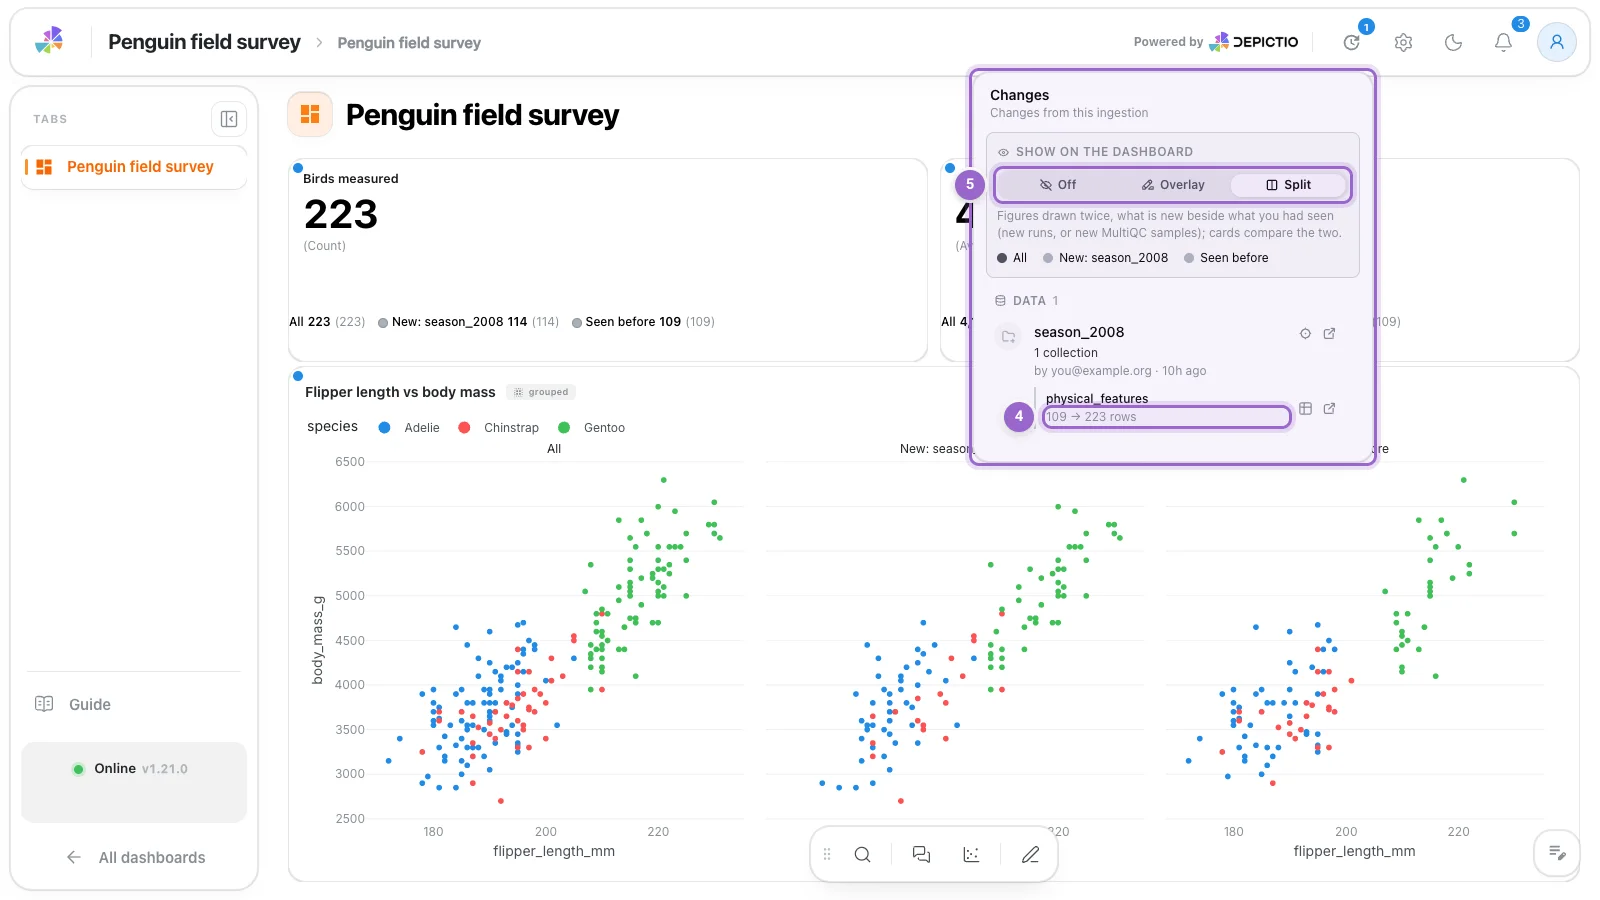 Penguin field survey
Penguin field survey
Powered by
DEPICTIO
1
3
TABS
Penguin field survey
Penguin field survey
Birds measured
223
(Count)
All 223 (223)
New: season_2008 114 (114)
Seen before 109 (109)
All 4,
109)
Changes
Changes from this ingestion
SHOW ON THE DASHBOARD
5
Off
Overlay
Split
Figures drawn twice, what is new beside what you had seen
(new runs, or new MultiQC samples); cards compare the two.
All
New: season_2008
Seen before
DATA 1
season_2008
1 collection
by you@example.org · 10h ago
physical_features
4
109 → 223 rows
Flipper length vs body mass
grouped
species
Adelie
Chinstrap
Gentoo
All
6500
6000
5500
5000
4500
4000
3500
3000
2500
body_mass_g
180
200
220
180
200
220
flipper_length_mm
flipper_length_mm
Guide
Online v1.21.0
All dashboards